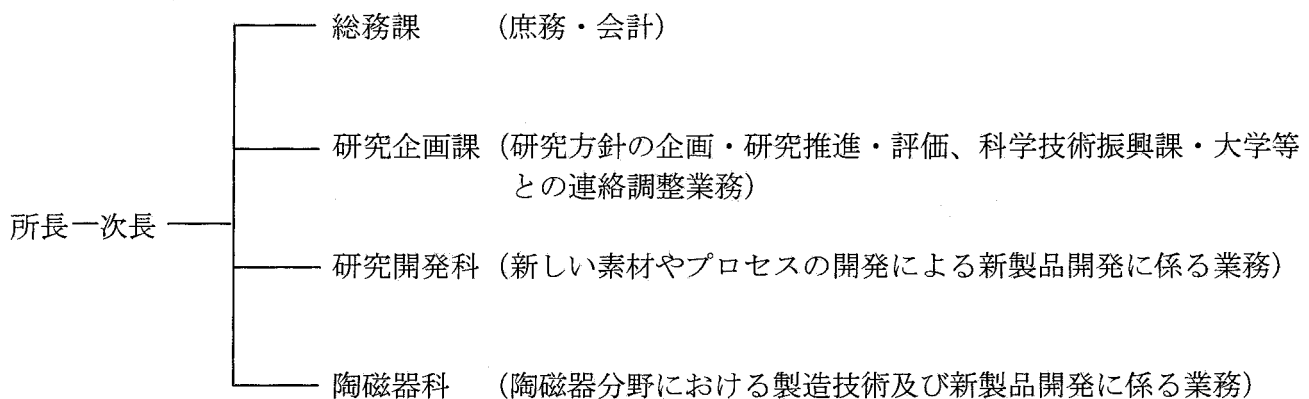 総務課 (庶務・会計)
研究企画課 (研究方針の企画・研究推進・評価、科学技術振興課・大学等
との連絡調整業務)
所長―次長
研究開発科 (新しい素材やプロセスの開発による新製品開発に係る業務)
陶磁器科 (陶磁器分野における製造技術及び新製品開発に係る業務)